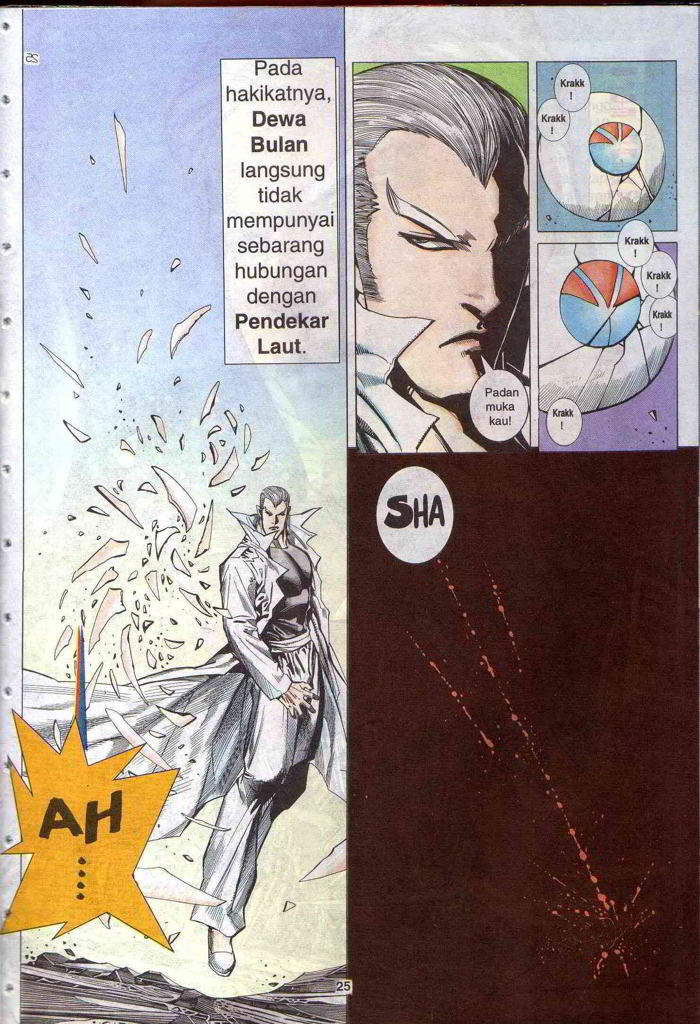 Pada
hakikatnya,
Dewa
Bulan
langsung
tidak
mempunyai
sebarang
hubungan
dengan
Pendekar
Laut.
AH
.....
Padan
muka
kau!
Krakk
!
Krakk
!
Krakk
!
Krakk
!
Krakk
!
Krakk
!
SHA
25